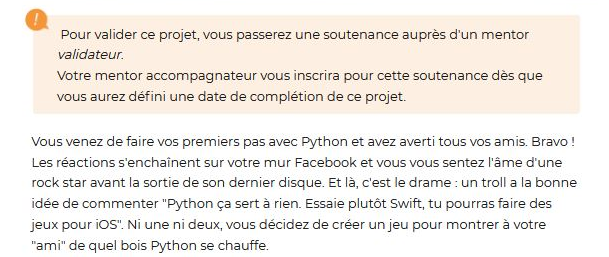 !
Pour valider ce projet, vous passerez une soutenance auprès d'un mentor
validateur.
Votre mentor accompagnateur vous inscrira pour cette soutenance dès que
vous aurez défini une date de complétion de ce projet.
Vous venez de faire vos premiers pas avec Python et avez averti tous vos amis. Bravo !
Les réactions s'enchaînent sur votre mur Facebook et vous vous sentez l'âme d'une
rock star avant la sortie de son dernier disque. Et là, c'est le drame : un troll a la bonne
idée de commenter "Python ça sert à rien. Essaie plutôt Swift, tu pourras faire des
jeux pour iOS". Ni une ni deux, vous décidez de créer un jeu pour montrer à votre
"ami" de quel bois Python se chauffe.